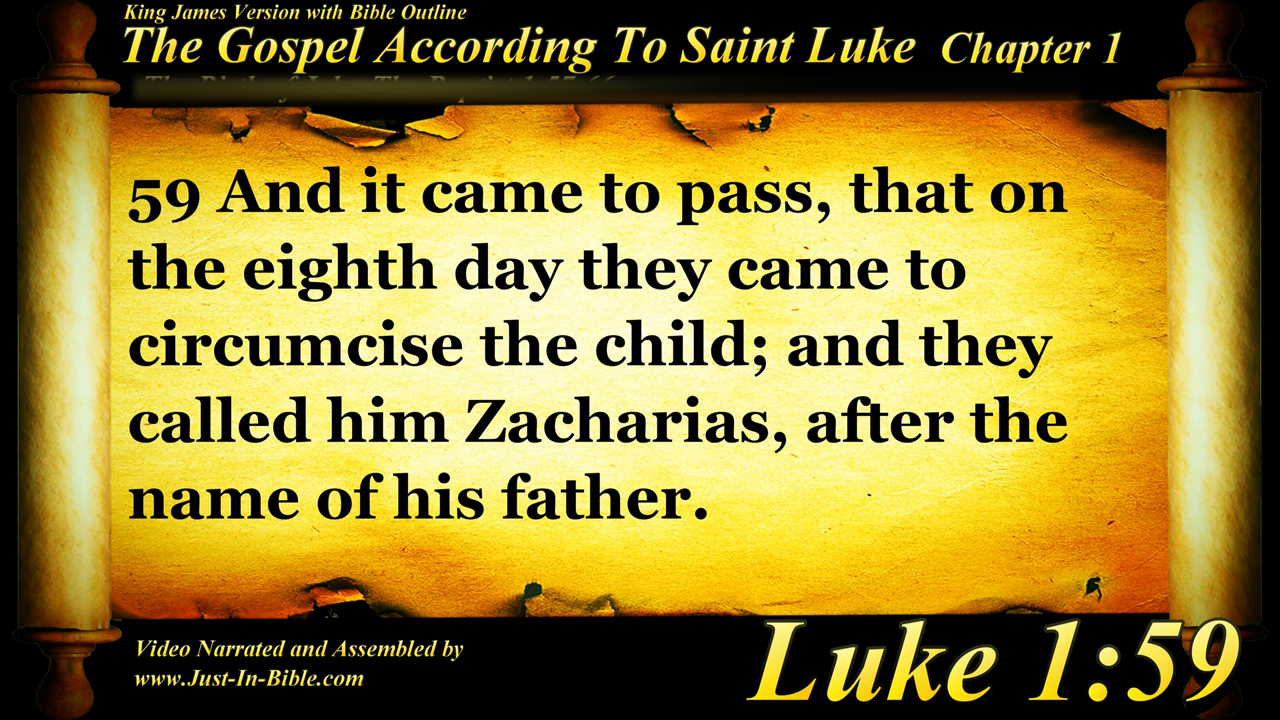 King James Version with Bible Outline
The Gospel According To Saint Luke Chapter 1
59 And it came to pass, that on
the eighth day they came to
circumcise the child; and they
called him Zacharias, after the
name of his father.
Video Narrated and Assembled by
www.Just-In-Bible.com
Luke 1:59